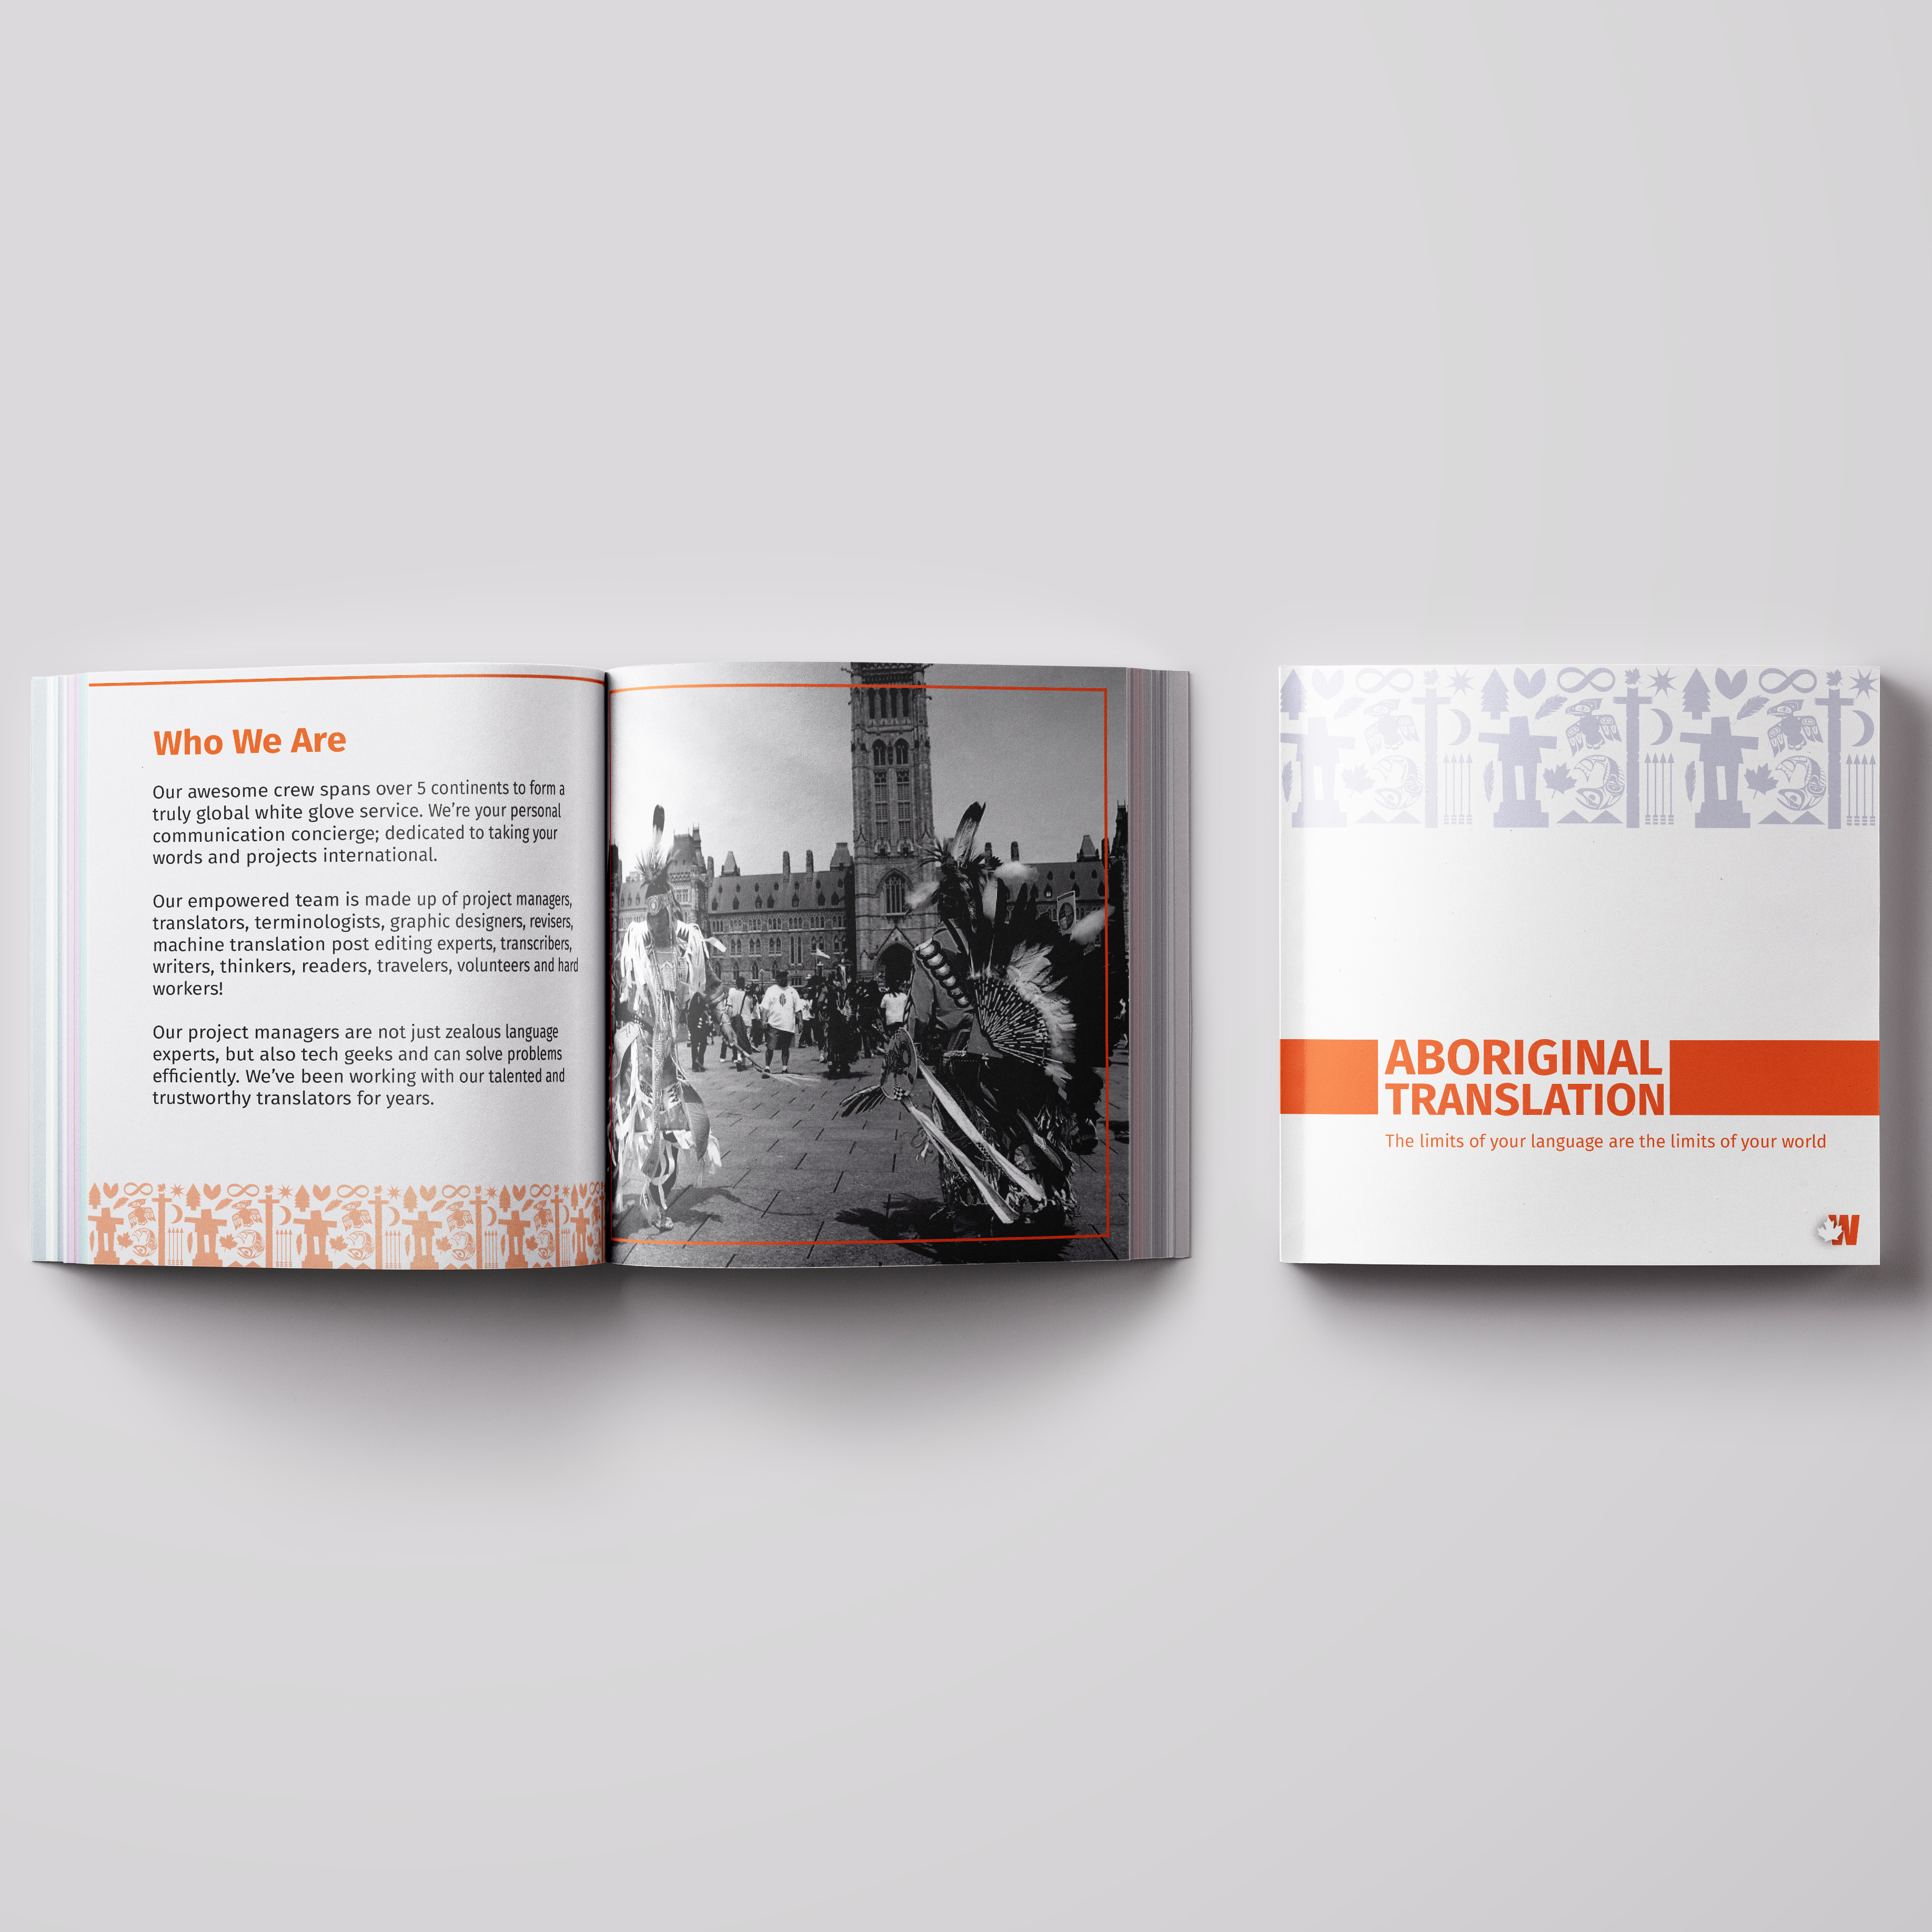 Who We Are
Our awesome crew spans over 5 continents to form a
truly global white glove service. We're your personal
communication concierge; dedicated to taking your
words and projects international.
Our empowered team is made up of project managers,
translators, terminologists, graphic designers, revisers,
machine translation post editing experts, transcribers,
writers, thinkers, readers, travelers, volunteers and hard
workers!
Our project managers are not just zealous language
experts, but also tech geeks and can solve problems
efficiently. We've been working with our talented and
trustworthy translators for years.
ABORIGINAL
TRANSLATION
The limits of your language are the limits of your world
W